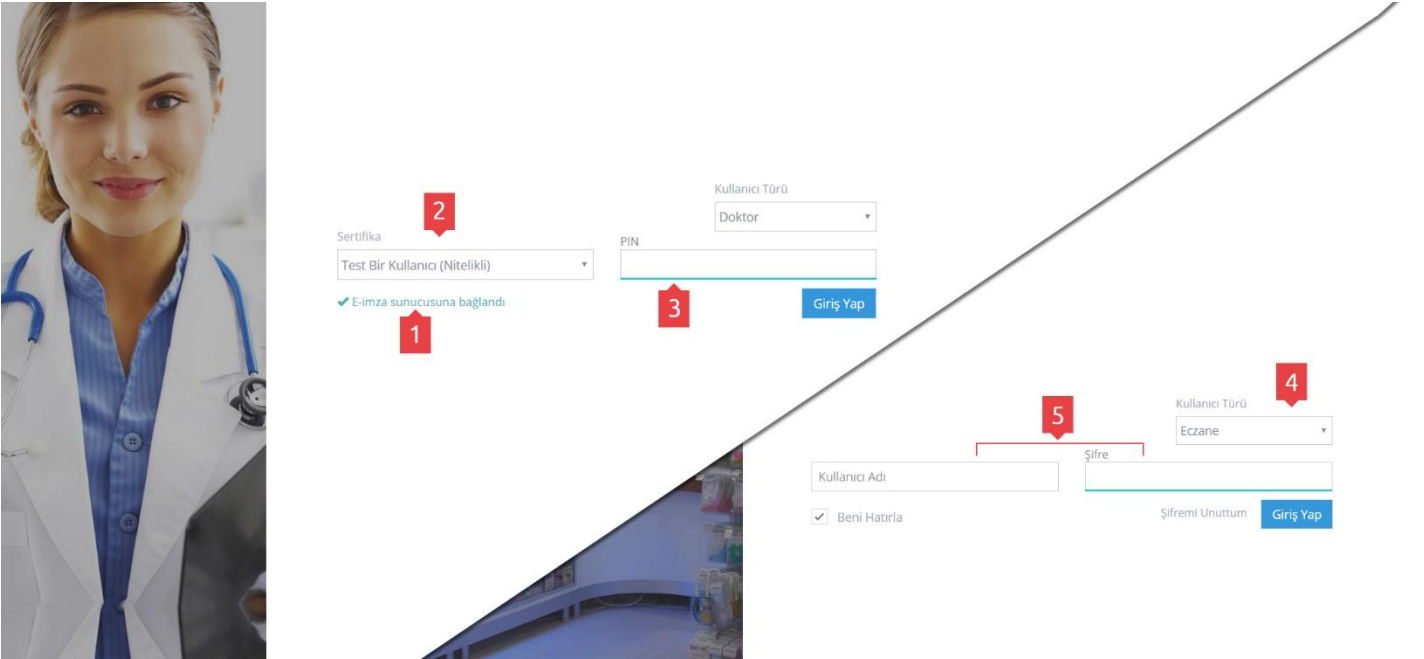 Kullanıcı Türü
2
Doktor
Sertifika
PIN
Test Bir Kullanıcı (Nitelikli)
E-imza sunucusuna bağlandı
3
Giriş Yap
1
4
Kullanıcı Türü
5
Eczane
Şifre
Kullanıcı Adı
Beni Hatırla
Şifremi Unuttum
Giriş Yap